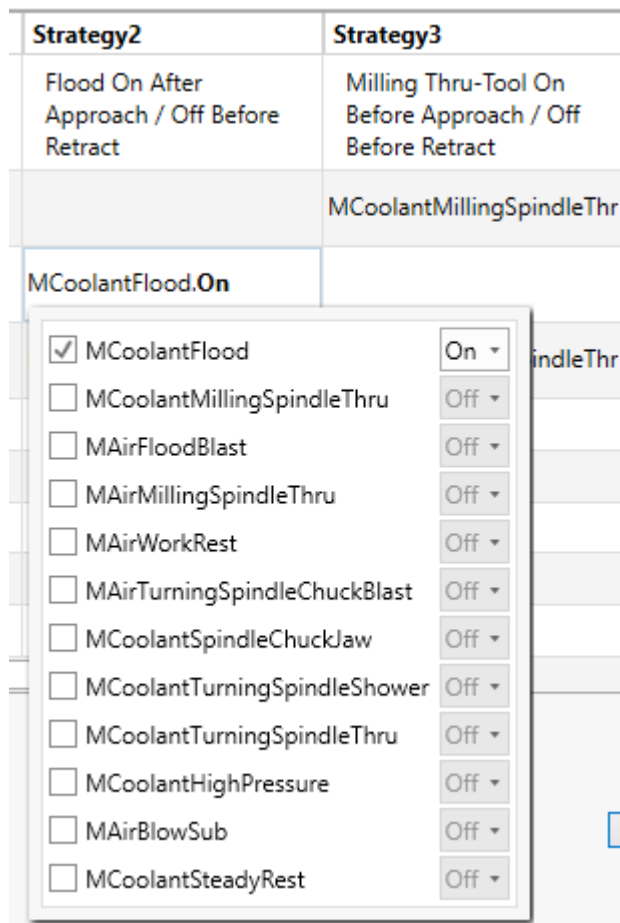 Strategy2 Strategy3
Flood On After Milling Thru-Tool On
Approach / Off Before Before Approach / Off
Retract Before Retract
MCoolantMillingSpindleThr
MCoolantFlood.On
MCoolantFlood On
indleThr
MCoolantMillingSpindleThru Off
MAirFloodBlast Off
MAirMillingSpindleThru Off
MAirWorkRest Off
MAirTurningSpindleChuckBlast Off
MCoolantSpindleChuckJaw Off
MCoolantTurningSpindleShower Off
MCoolantTurningSpindleThru Off
MCoolantHighPressure Off
MAirBlowSub Off
MCoolantSteadyRest Off